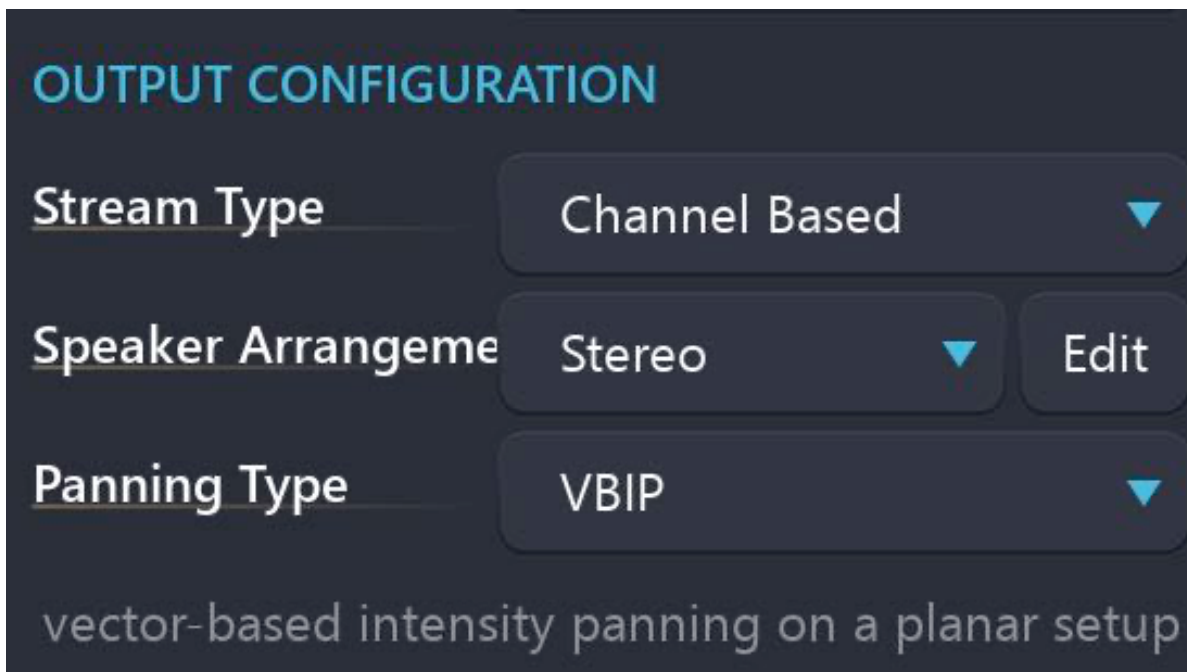 OUTPUT CONFIGURATION
Stream Type Channel Based
Speaker Arrangeme Stereo Edit
Panning Type VBIP
vector-based intensity panning on a planar setup